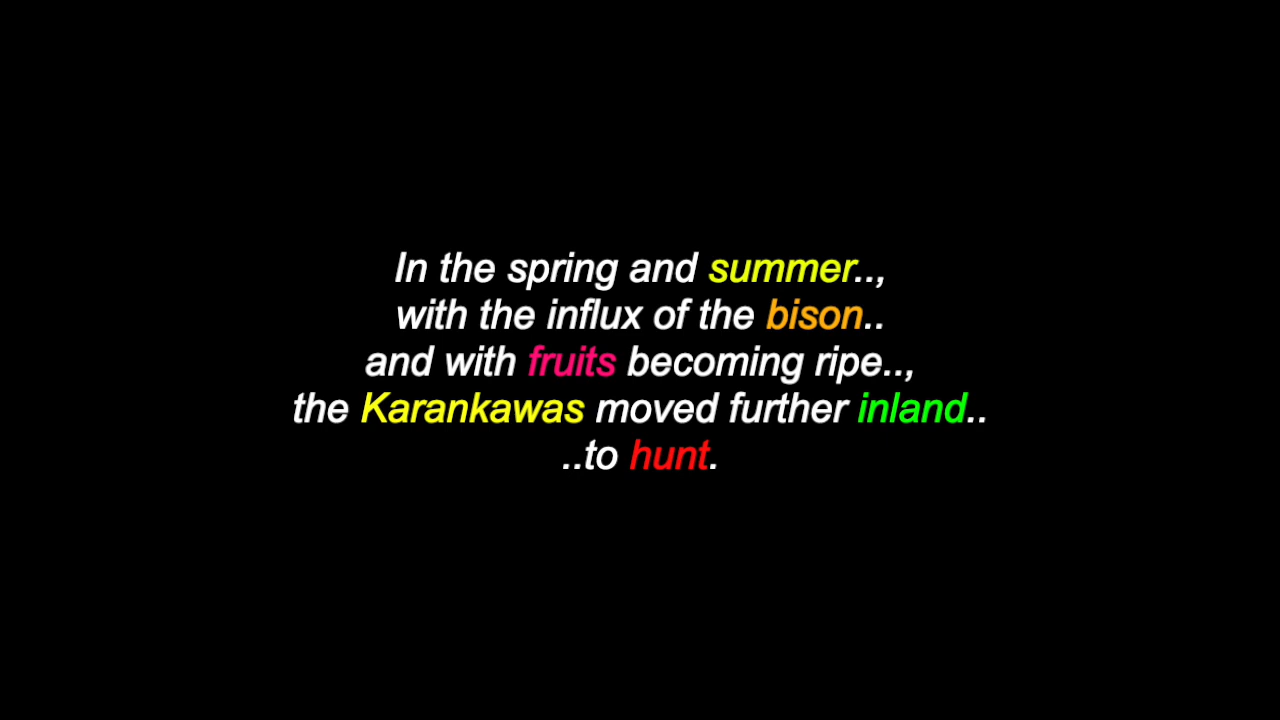 In the spring and summer..,
with the influx of the bison..
and with fruits becoming ripe..,
the Karankawas moved further inland..
..to hunt.